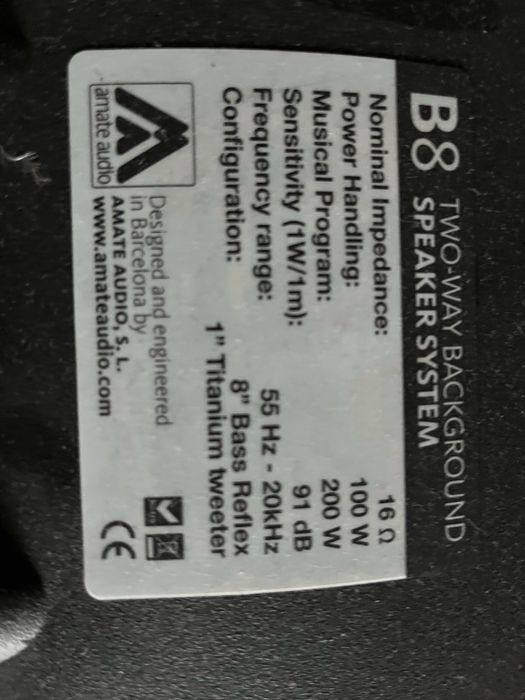 B8 TWO-WAY BACKGROUND
SPEAKER SYSTEM
Nominal Impedance: 16 Ω
Power Handling: 100 W
Musical Program: 200 W
Sensitivity (1W/1m): 91 dB
Frequency range: 55 Hz - 20kHz
Configuration: 8" Bass Reflex
1" Titanium tweeter
amate audio
Designed and engineered
in Barcelona by
AMATE AUDIO, S. L.
www.amateaudio.com
CE